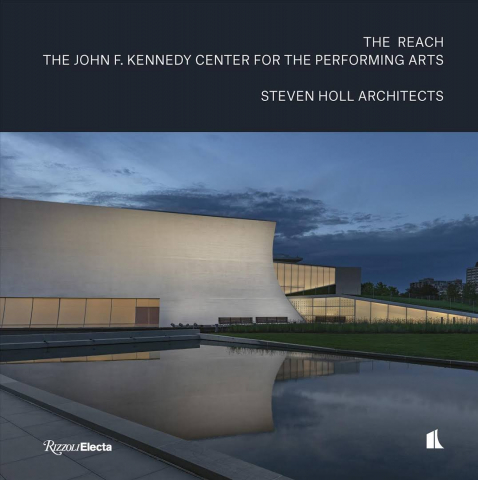 THE REACH
THE JOHN F. KENNEDY CENTER FOR THE PERFORMING ARTS
STEVEN HOLL ARCHITECTS
RIZZOLI Electa